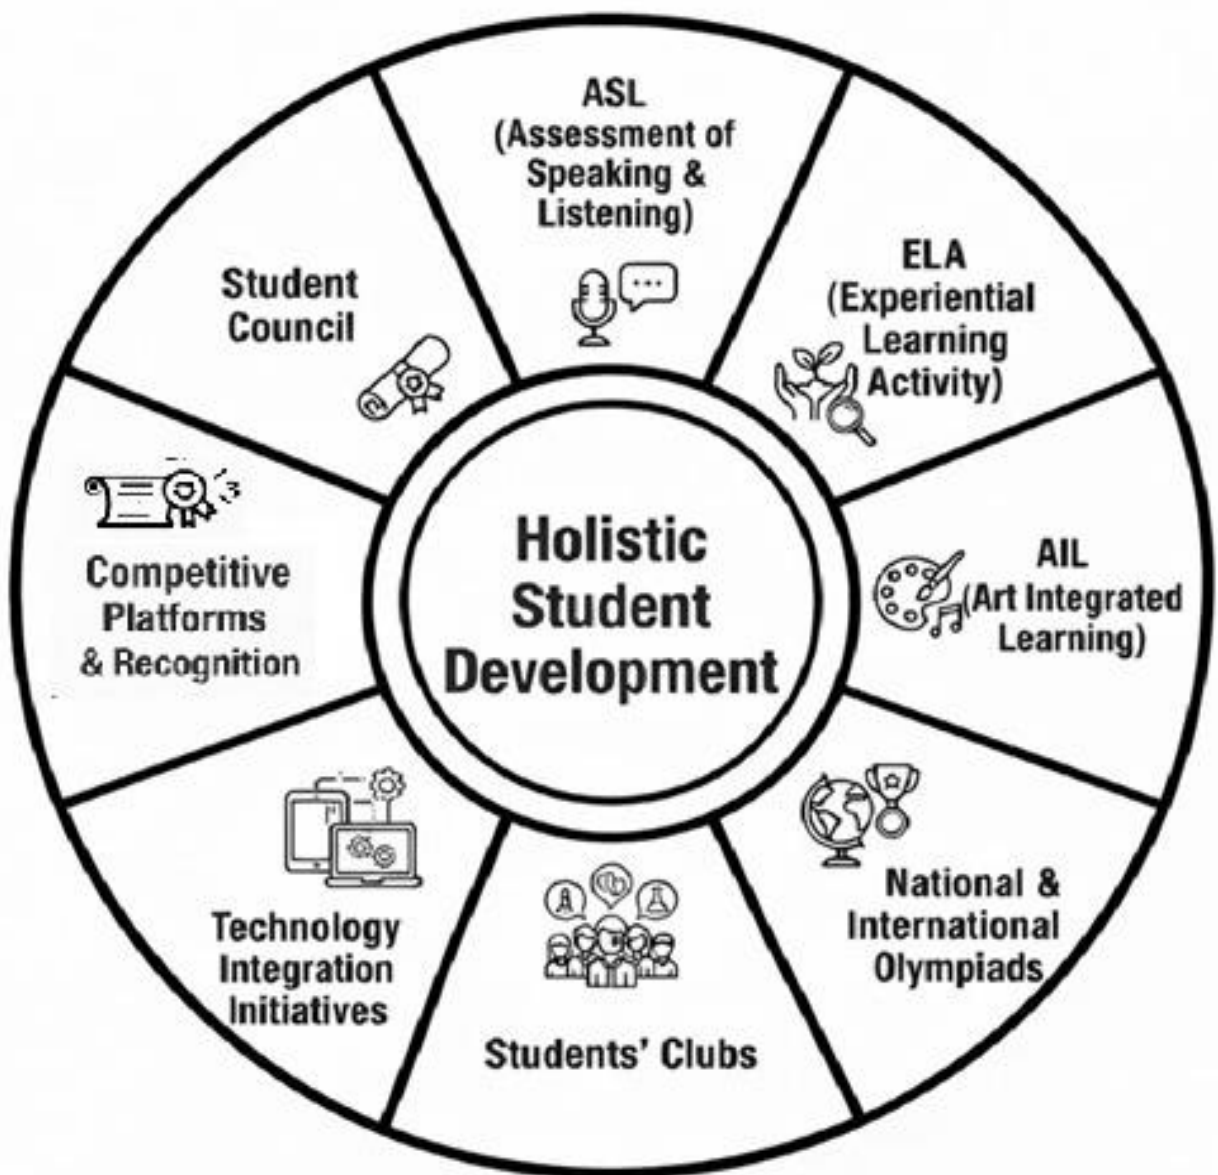 ASL
(Assessment of
Speaking &
Listening)
ELA
(Experiential
Learning
Activity)
AIL
(Art Integrated
Learning)
National &
International
Olympiads
Students' Clubs
Technology
Integration
Initiatives
Competitive
Platforms
& Recognition
Student
Council
Holistic
Student
Development